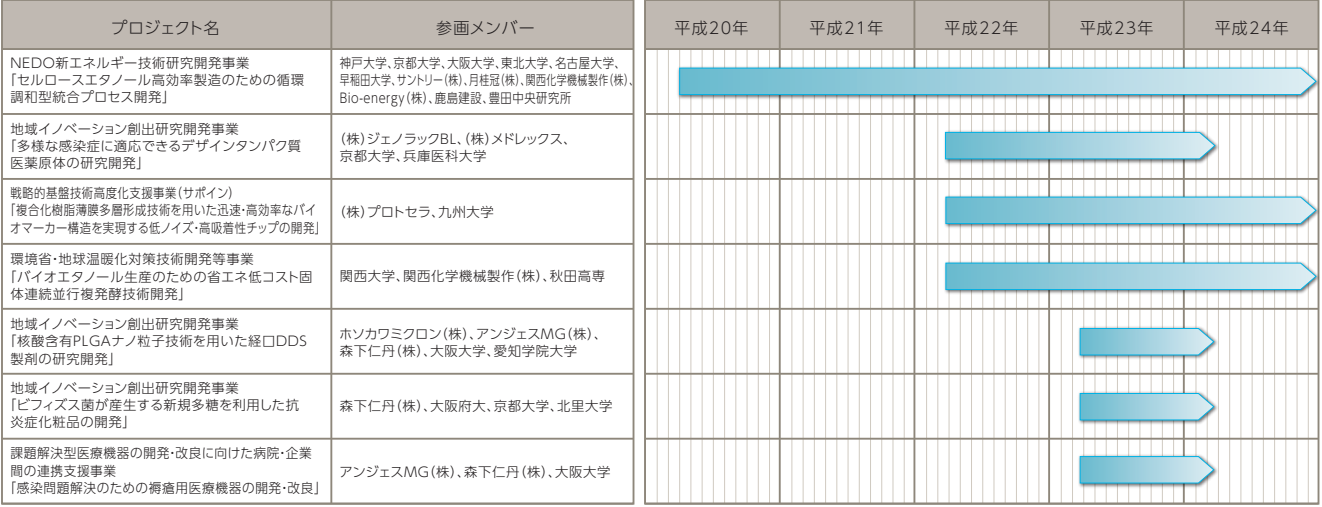 プロジェクト名
参画メンバー
平成20年
平成21年
平成22年
平成23年
平成24年
NEDO新エネルギー技術研究開発事業
「セルロースエタノール高効率製造のための循環
調和型統合プロセス開発」
神戸大学、京都大学、大阪大学、東北大学、名古屋大学、
早稲田大学、サントリー(株)、月桂冠(株)、関西化学機械製作(株)、
Bio-energy(株)、鹿島建設、豊田中央研究所
地域イノベーション創出研究開発事業
「多様な感染症に適応できるデザインタンパク質
医薬原体の研究開発」
(株)ジェノラックBL、(株)メドレックス、
京都大学、兵庫医科大学
戦略的基盤技術高度化支援事業(サポイン)
「複合化樹脂薄膜多層形成技術を用いた迅速・高効率なバイ
オマーカー構造を実現する低ノイズ・高吸着性チップの開発」
(株)プロトセラ、九州大学
環境省・地球温暖化対策技術開発等事業
「バイオエタノール生産のための省エネ低コスト固
体連続並行複発酵技術開発」
関西大学、関西化学機械製作(株)、秋田高専
地域イノベーション創出研究開発事業
「核酸含有PLGAナノ粒子技術を用いた経口DDS
製剤の研究開発」
ホソカワミクロン(株)、アンジェスMG(株)、
森下仁丹(株)、大阪大学、愛知学院大学
地域イノベーション創出研究開発事業
「ビフィズス菌が産生する新規多糖を利用した抗
炎症化粧品の開発」
森下仁丹(株)、大阪府大、京都大学、北里大学
課題解決型医療機器の開発・改良に向けた病院・企業
間の連携支援事業
「感染問題解決のための褥瘡用医療機器の開発・改良」
アンジェスMG(株)、森下仁丹(株)、大阪大学